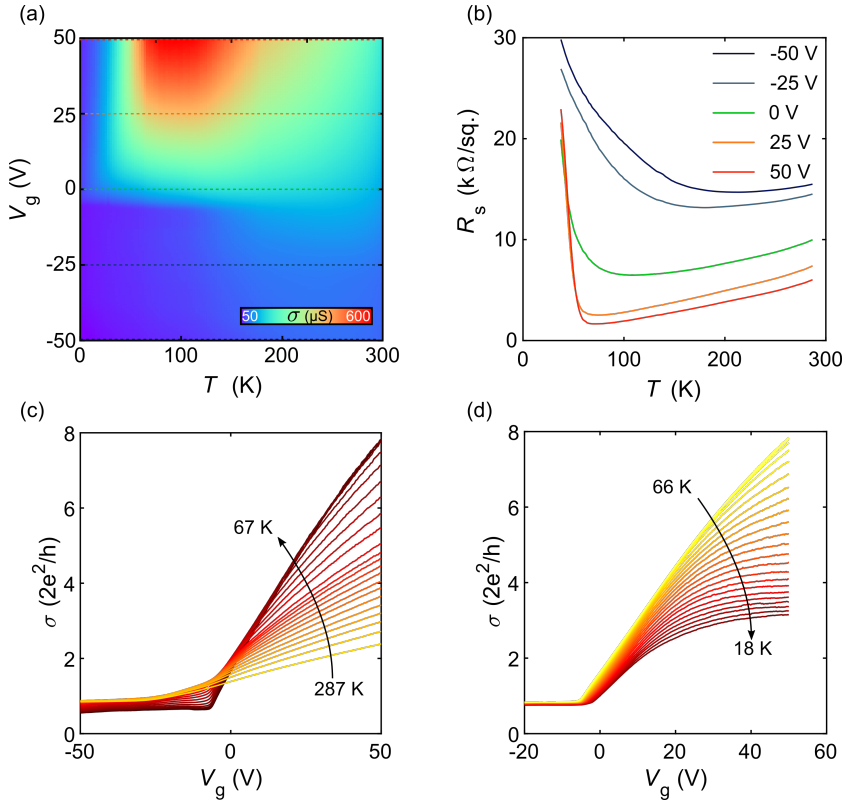 (a)
50
25
0
-25
-50
V_g (V)
50 σ (μS) 600
0 100 200 300
T (K)
(b)
30
20
10
0
R_s (kΩ/sq.)
-50 V
-25 V
0 V
25 V
50 V
0 100 200 300
T (K)
(c)
8
6
4
2
0
σ (2e²/h)
67 K
287 K
-50 0 50
V_g (V)
(d)
8
6
4
2
0
σ (2e²/h)
66 K
18 K
-20 0 20 40 60
V_g (V)